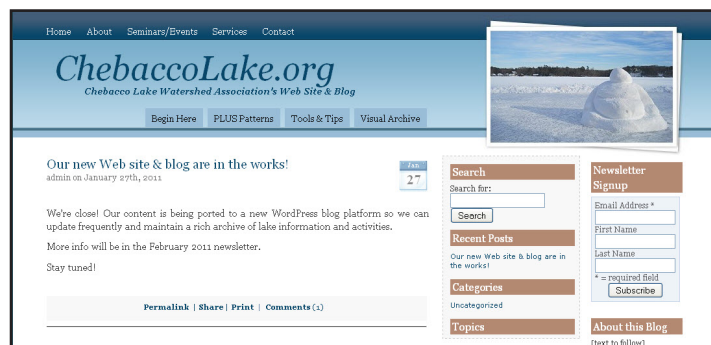 Home About Seminars/Events Services Contact
ChebaccoLake.org
Chebacco Lake Watershed Association's Web Site & Blog
Begin Here PLUS Patterns Tools & Tips Visual Archive
Our new Web site & blog are in the works!
admin on January 27th, 2011
Jan
27
We're close! Our content is being ported to a new WordPress blog platform so we can
update frequently and maintain a rich archive of lake information and activities.
More info will be in the February 2011 newsletter.
Stay tuned!
Permalink | Share | Print | Comments (1)
Search
Search for:
Search
Recent Posts
Our new Web site & blog are in
the works!
Categories
Uncategorized
Topics
Newsletter
Signup
Email Address *
First Name
Last Name
* = required field
Subscribe
About this Blog
[text to follow]